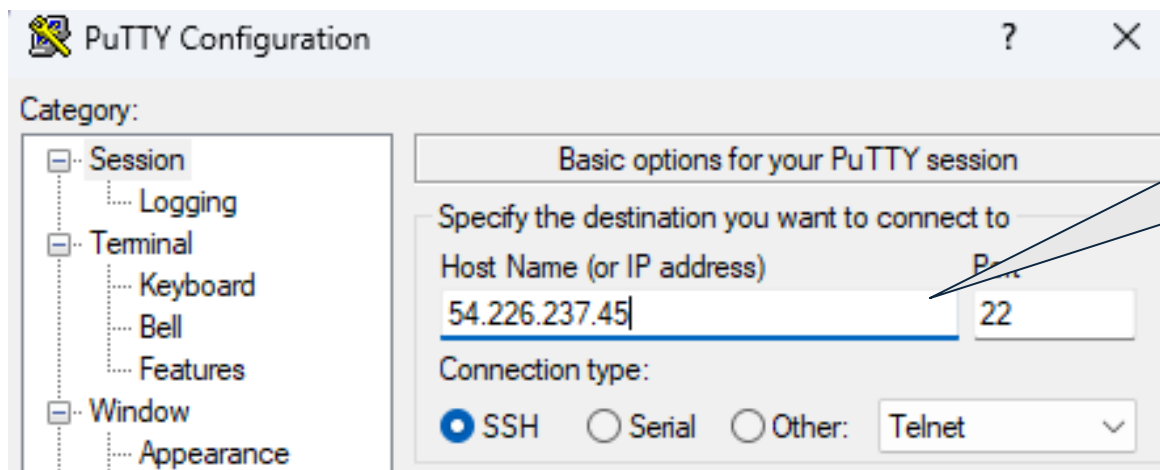 PuTTY Configuration ? ×
Category:
Session
Logging
Terminal
Keyboard
Bell
Features
Window
Appearance
Basic options for your PuTTY session
Specify the destination you want to connect to
Host Name (or IP address)
54.226.237.45
22
Connection type:
SSH Serial Other: Telnet